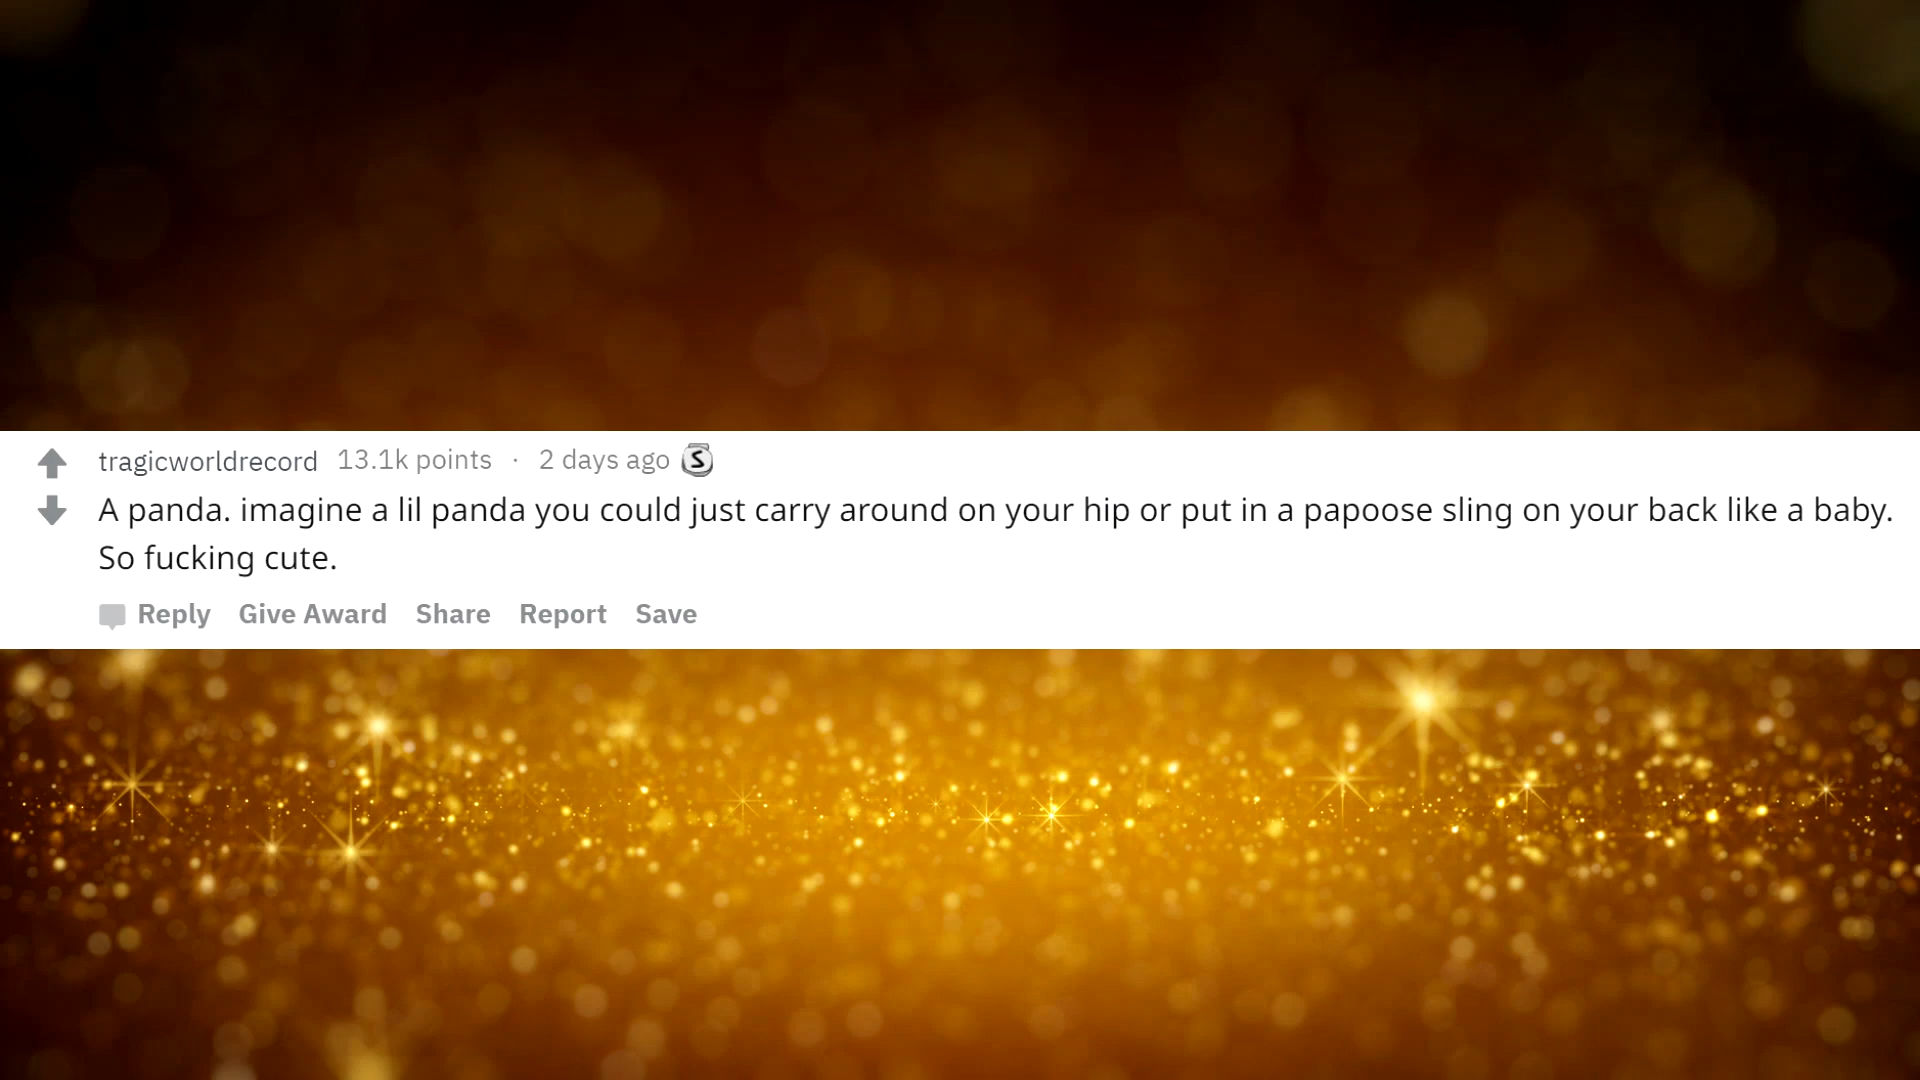 tragicworldrecord 13.1k points · 2 days ago S
A panda. imagine a lil panda you could just carry around on your hip or put in a papoose sling on your back like a baby.
So fucking cute.
Reply Give Award Share Report Save